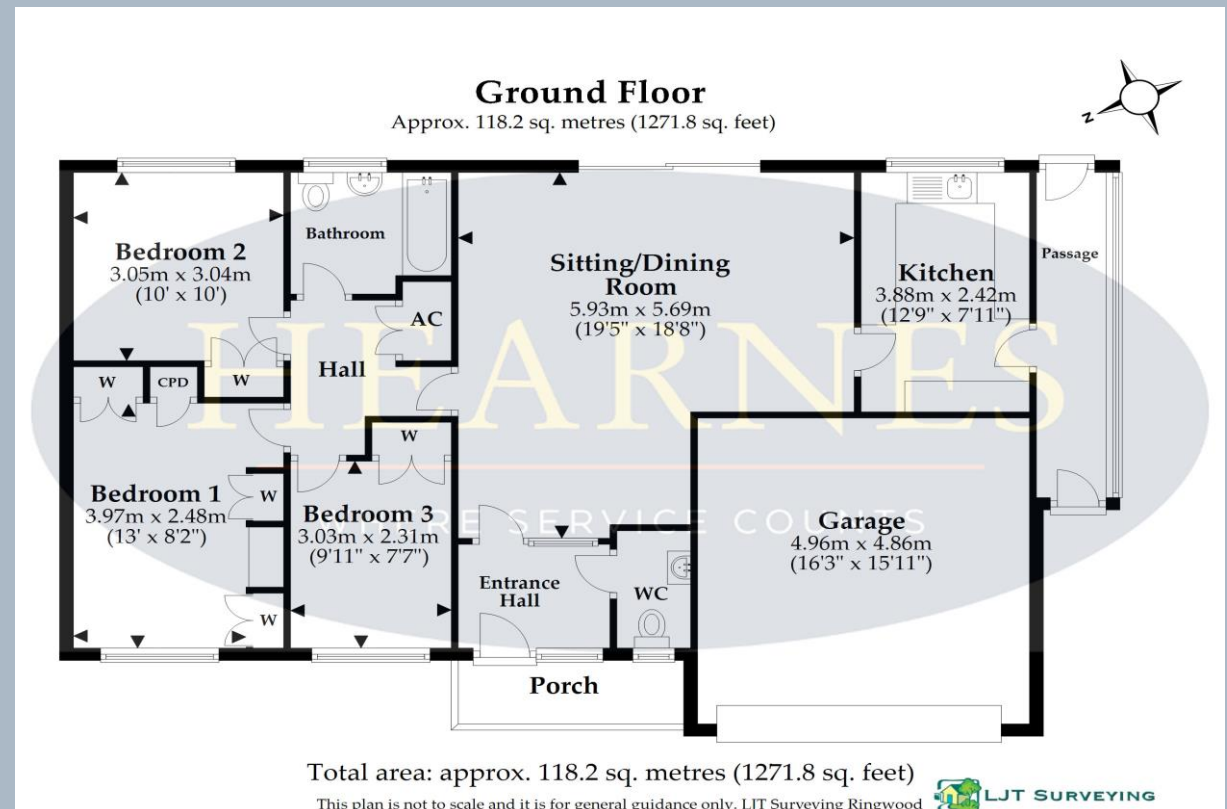 Ground Floor
Approx. 118.2 sq. metres (1271.8 sq. feet)
Z
Bedroom 2
3.05m x 3.04m
(10' x 10')
Bathroom
AC
Hall
Sitting/Dining
Room
5.93m x 5.69m
(19'5" x 18'8")
Kitchen
3.88m x 2.42m
(12'9" x 7'11")
Passage
W
CPD
W
W
HEARNES
WHERE SERVICE COUNTS
Bedroom 1
3.97m x 2.48m
(13' x 8'2")
W
W
Bedroom 3
3.03m x 2.31m
(9'11" x 7'7")
Entrance
Hall
WC
Garage
4.96m x 4.86m
(16'3" x 15'11")
Porch
Total area: approx. 118.2 sq. metres (1271.8 sq. feet)
This plan is not to scale and it is for general guidance only. LJT Surveying Ringwood
LJT SURVEYING